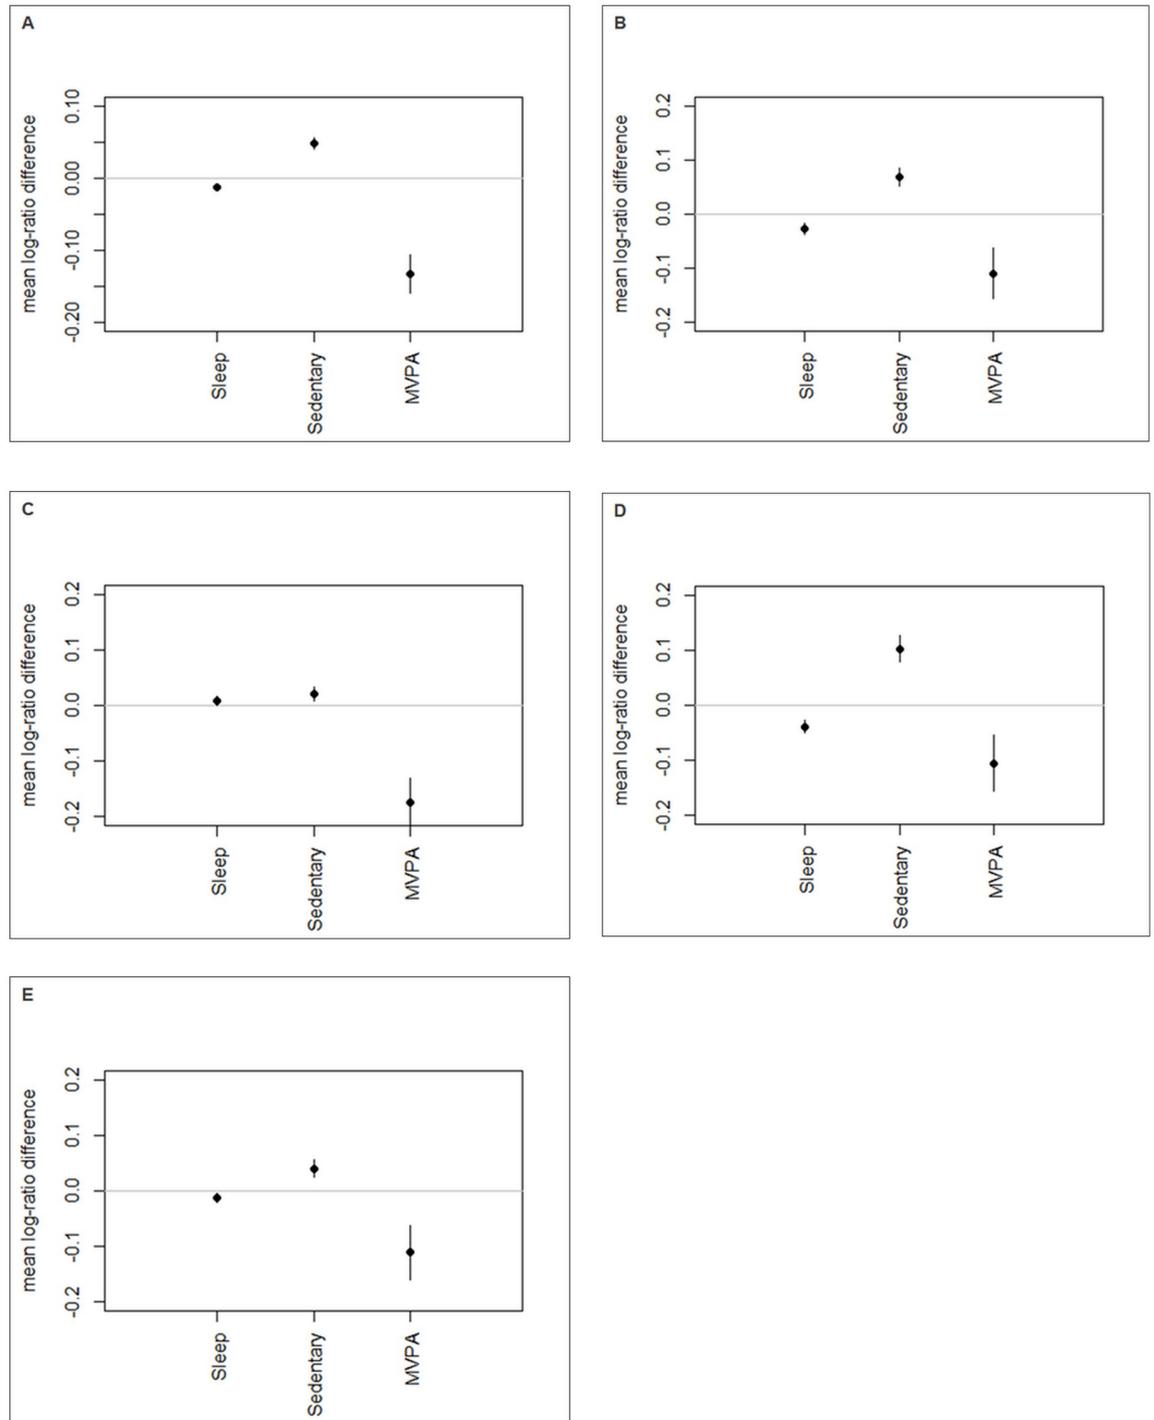 A
mean log-ratio difference
0.10
0.00
-0.10
-0.20
Sleep
Sedentary
MVPA
B
mean log-ratio difference
0.2
0.1
0.0
-0.1
-0.2
Sleep
Sedentary
MVPA
C
mean log-ratio difference
0.2
0.1
0.0
-0.1
-0.2
Sleep
Sedentary
MVPA
D
mean log-ratio difference
0.2
0.1
0.0
-0.1
-0.2
Sleep
Sedentary
MVPA
E
mean log-ratio difference
0.2
0.1
0.0
-0.1
-0.2
Sleep
Sedentary
MVPA